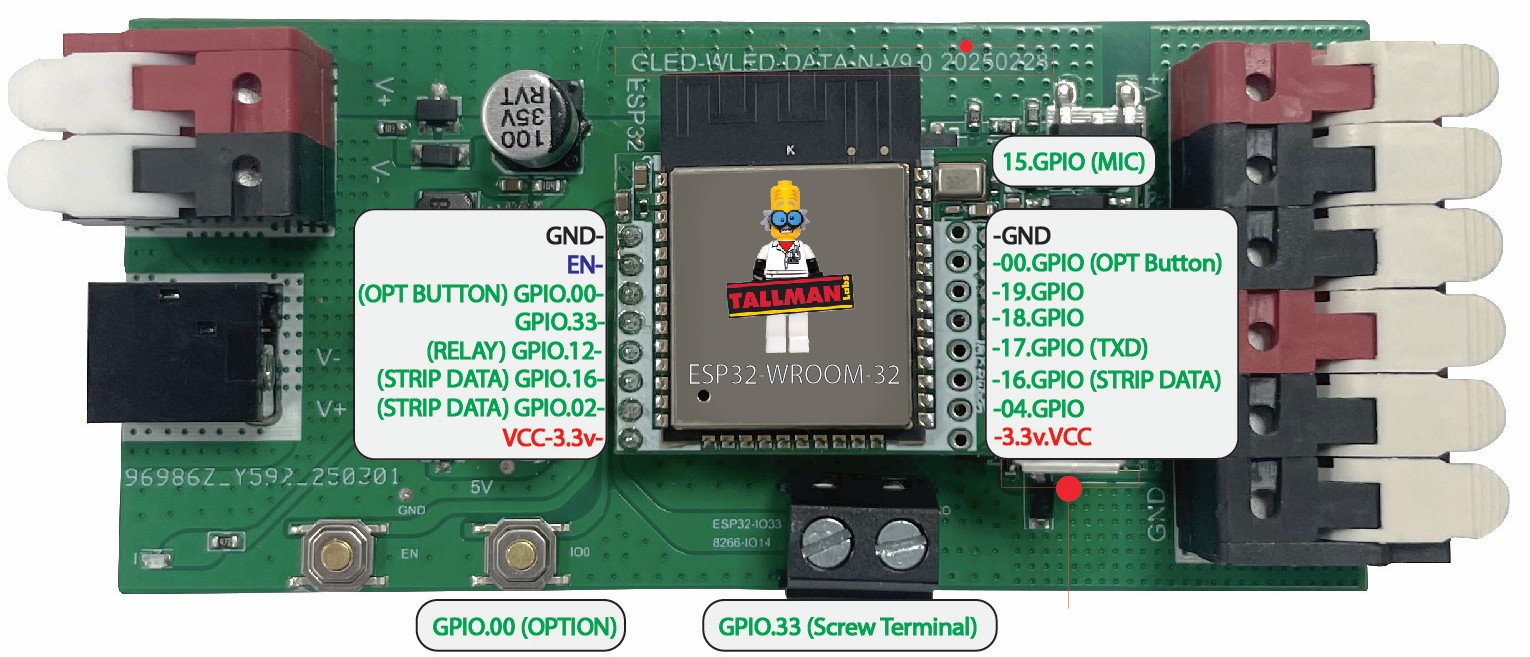 GLED-WLED-DATA-N-V9.0 20250228
V+
V-
100
35V
RVT
ESP32
K
V+
15.GPIO (MIC)
GND-
EN-
(OPT BUTTON) GPIO.00-
GPIO.33-
(RELAY) GPIO.12-
(STRIP DATA) GPIO.16-
(STRIP DATA) GPIO.02-
VCC-3.3v-
TALLMAN Labs
ESP32-WROOM-32
-GND
-00.GPIO (OPT Button)
-19.GPIO
-18.GPIO
-17.GPIO (TXD)
-16.GPIO (STRIP DATA)
-04.GPIO
-3.3v.VCC
V-
V+
96986Z_Y592_250301
5V
GND
EN
IO0
ESP32-IO33
8266-IO14
GND
GPIO.00 (OPTION)
GPIO.33 (Screw Terminal)